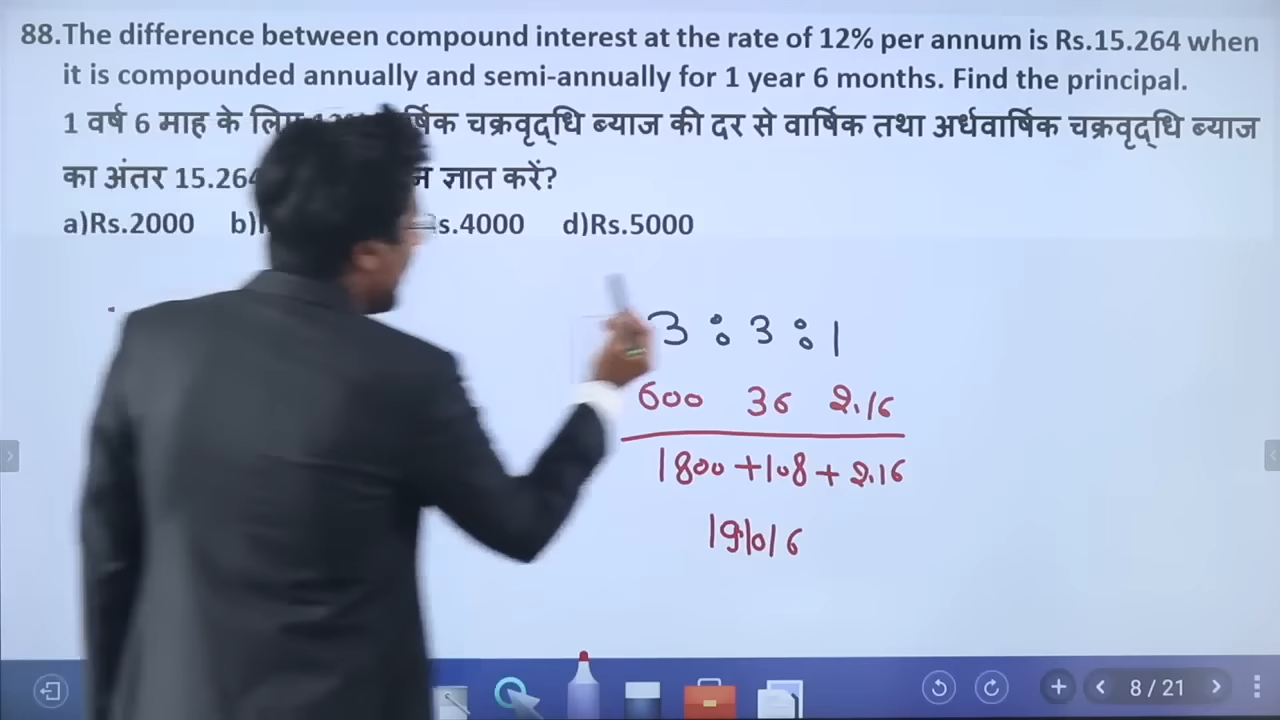 88.The difference between compound interest at the rate of 12% per annum is Rs.15.264 when
it is compounded annually and semi-annually for 1 year 6 months. Find the principal.
1 वर्ष 6 माह के चक्रवृद्धि ब्याज की दर से वार्षिक तथा अर्धवार्षिक चक्रवृद्धि ब्याज
का अंतर 15.264 ज्ञात करें?
a)Rs.2000 b) s.4000 d)Rs.5000
3 : 3 : 1
600 36 2.16
1800 + 108 + 2.16
8 / 21